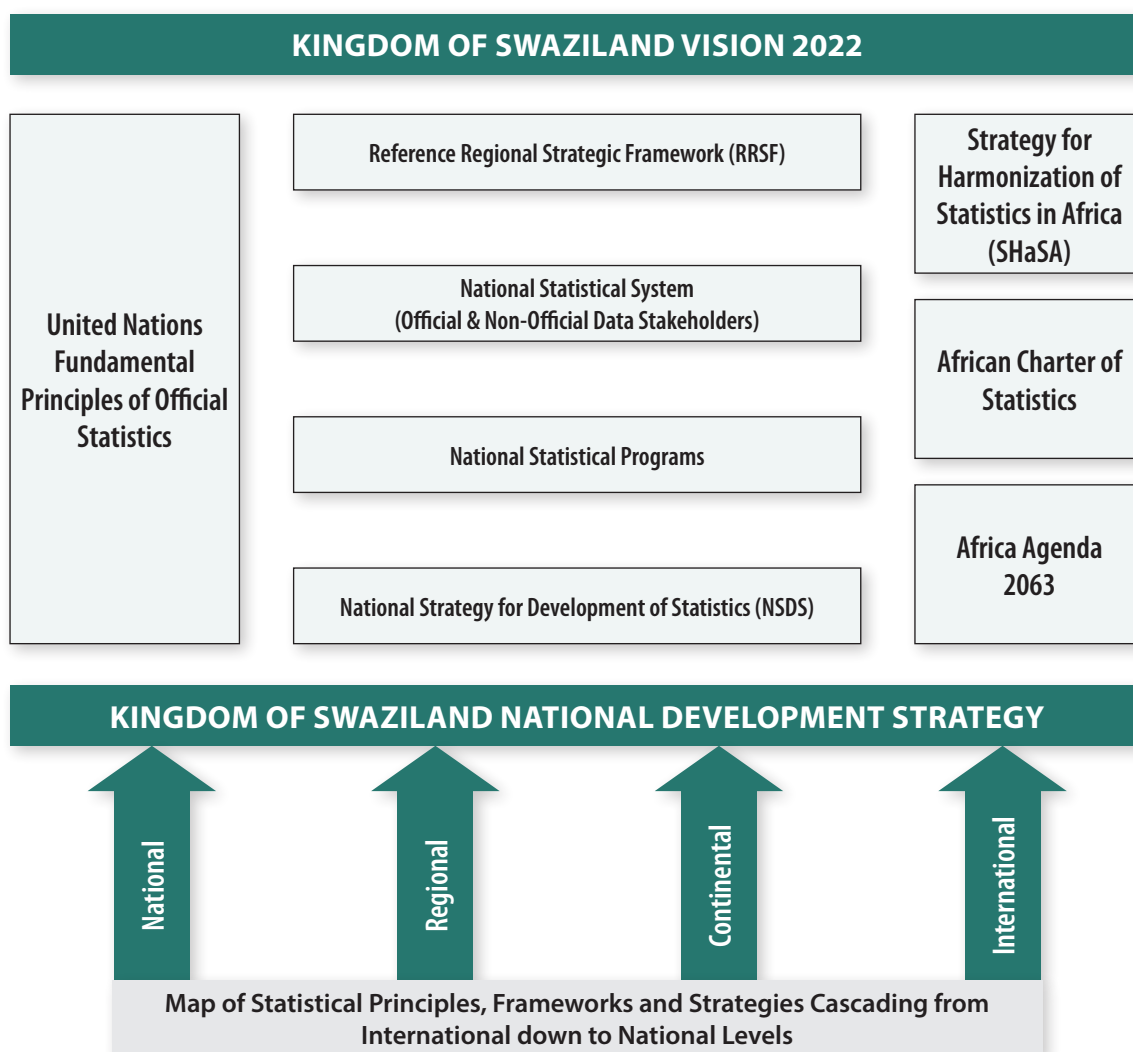 KINGDOM OF SWAZILAND VISION 2022
United Nations
Fundamental
Principles of Official
Statistics
Reference Regional Strategic Framework (RRSF)
National Statistical System
(Official & Non-Official Data Stakeholders)
National Statistical Programs
National Strategy for Development of Statistics (NSDS)
Strategy for
Harmonization of
Statistics in Africa
(SHaSA)
African Charter of
Statistics
Africa Agenda
2063
KINGDOM OF SWAZILAND NATIONAL DEVELOPMENT STRATEGY
National
Regional
Continental
International
Map of Statistical Principles, Frameworks and Strategies Cascading from
International down to National Levels